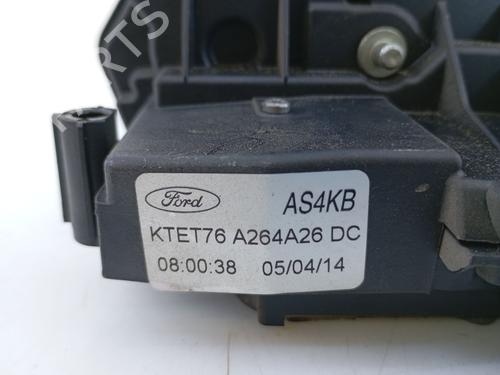 Ford AS4KB
KTET76 A264A26 DC
08:00:38 05/04/14